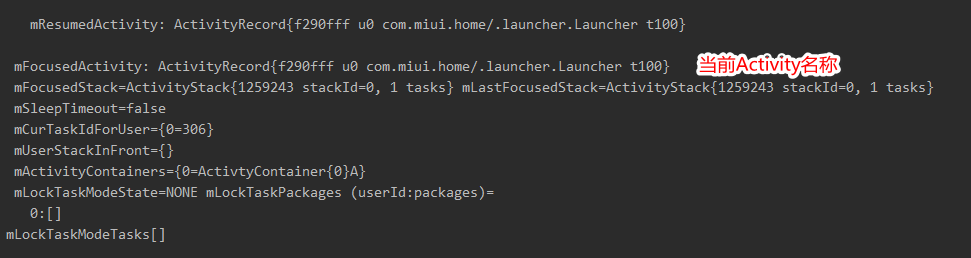 mResumedActivity: ActivityRecord{f290fff u0 com.miui.home/.launcher.Launcher t100}
mFocusedActivity: ActivityRecord{f290fff u0 com.miui.home/.launcher.Launcher t100} 当前Activity名称
mFocusedStack=ActivityStack{1259243 stackId=0, 1 tasks} mLastFocusedStack=ActivityStack{1259243 stackId=0, 1 tasks}
mSleepTimeout=false
mCurTaskIdForUser={0=306}
mUserStackInFront={}
mActivityContainers={0=ActivtyContainer{0}A}
mLockTaskModeState=NONE mLockTaskPackages (userId:packages)=
0:[]
mLockTaskModeTasks[]